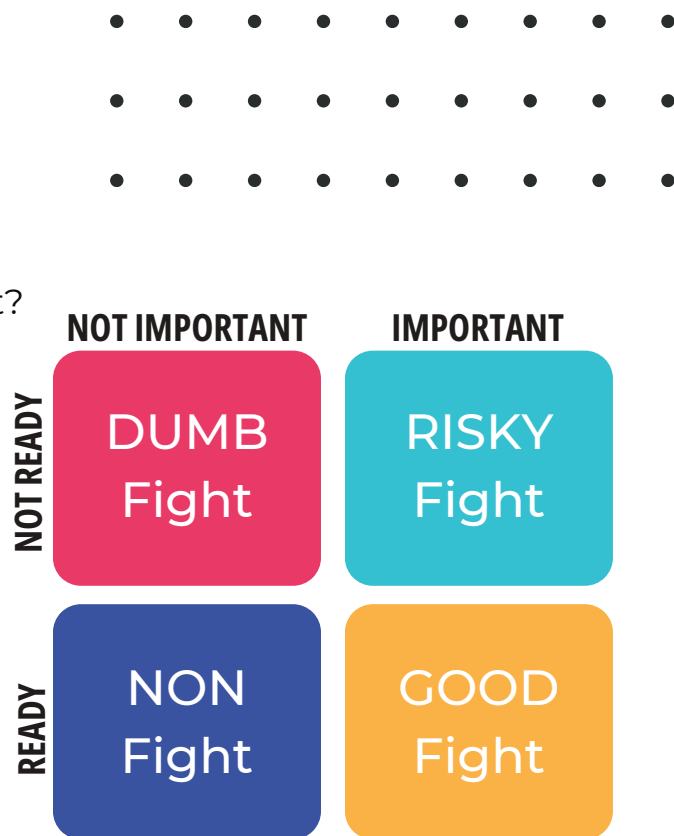 t?
NOT IMPORTANT
IMPORTANT
NOT READY
DUMB
Fight
RISKY
Fight
READY
NON
Fight
GOOD
Fight